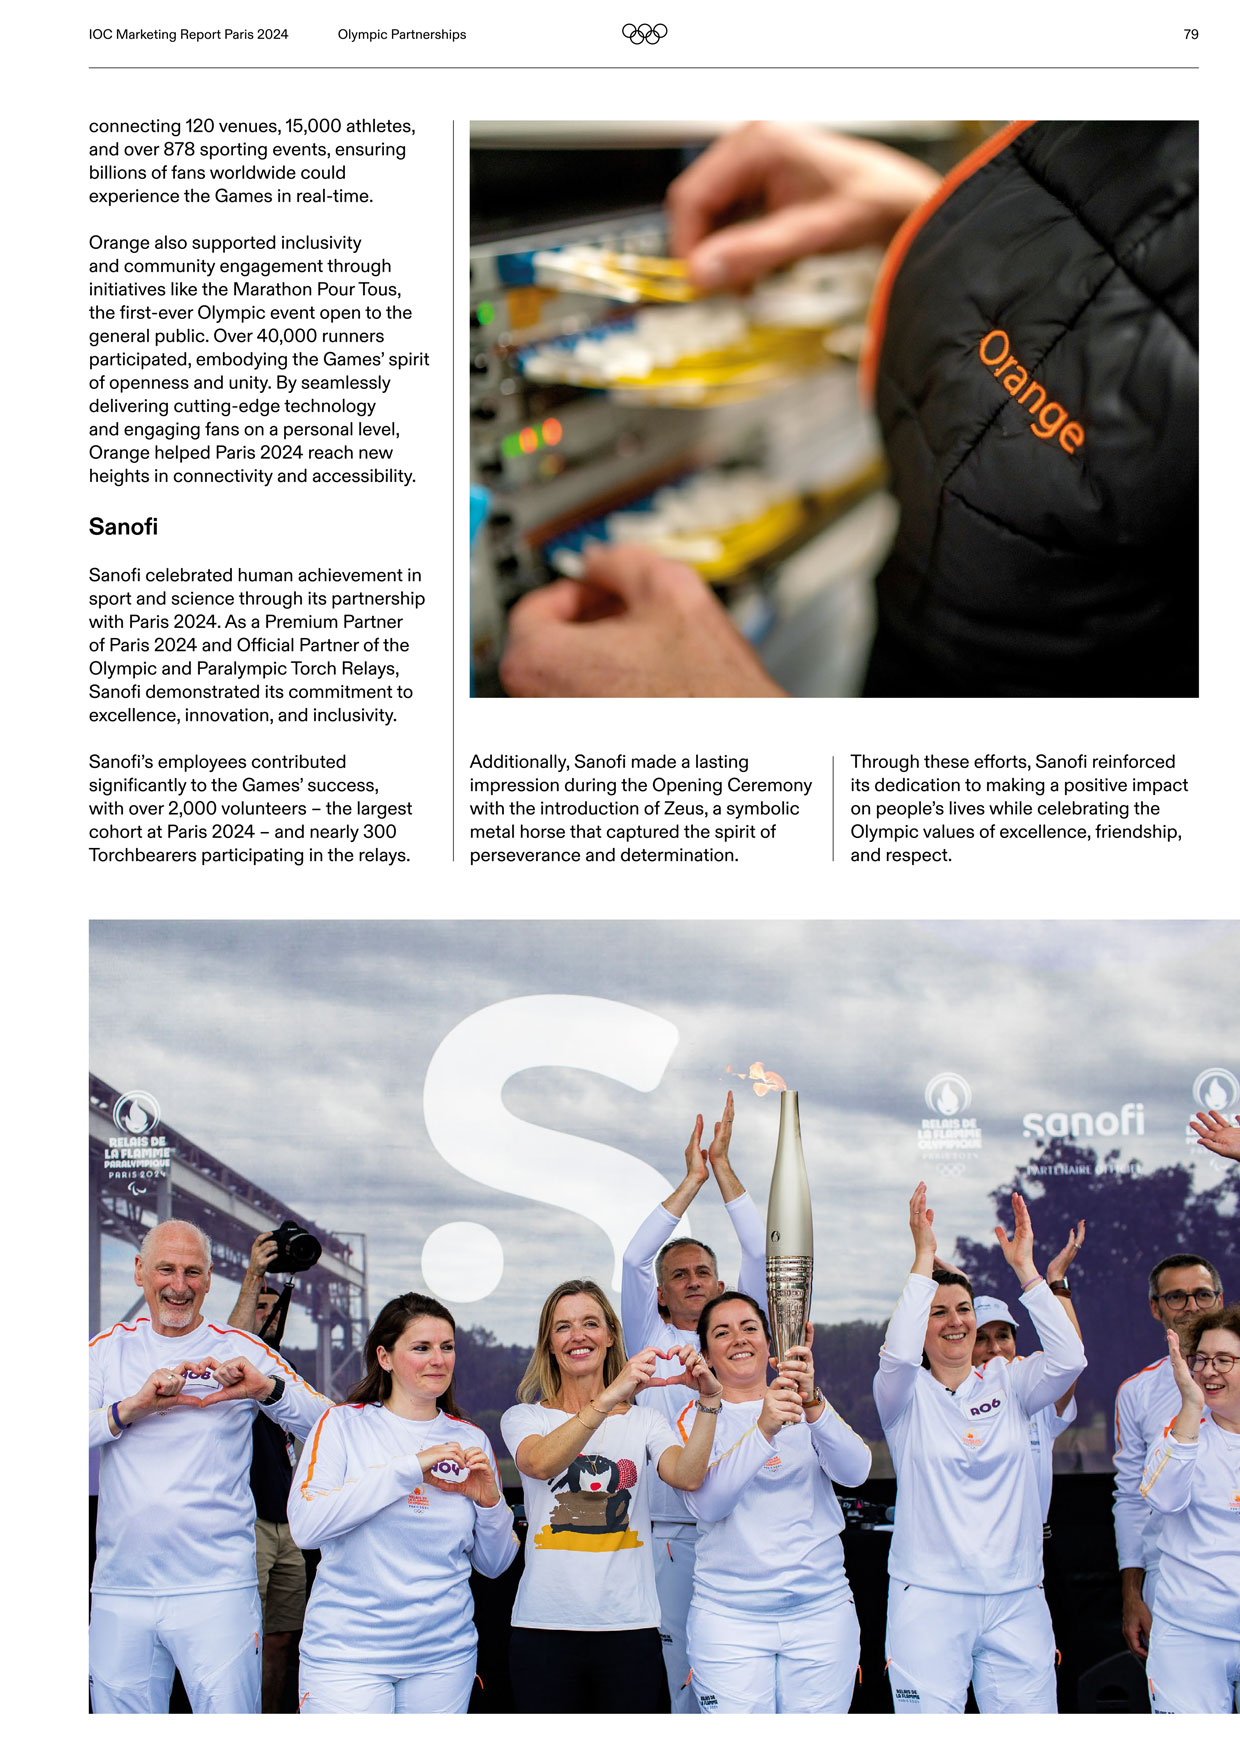 IOC Marketing Report Paris 2024
Olympic Partnerships
79
connecting 120 venues, 15,000 athletes,
and over 878 sporting events, ensuring
billions of fans worldwide could
experience the Games in real-time.
Orange also supported inclusivity
and community engagement through
initiatives like the Marathon Pour Tous,
the first-ever Olympic event open to the
general public. Over 40,000 runners
participated, embodying the Games’ spirit
of openness and unity. By seamlessly
delivering cutting-edge technology
and engaging fans on a personal level,
Orange helped Paris 2024 reach new
heights in connectivity and accessibility.
Sanofi
Sanofi celebrated human achievement in
sport and science through its partnership
with Paris 2024. As a Premium Partner
of Paris 2024 and Official Partner of the
Olympic and Paralympic Torch Relays,
Sanofi demonstrated its commitment to
excellence, innovation, and inclusivity.
Sanofi’s employees contributed
significantly to the Games’ success,
with over 2,000 volunteers – the largest
cohort at Paris 2024 – and nearly 300
Torchbearers participating in the relays.
Orange
Additionally, Sanofi made a lasting
impression during the Opening Ceremony
with the introduction of Zeus, a symbolic
metal horse that captured the spirit of
perseverance and determination.
Through these efforts, Sanofi reinforced
its dedication to making a positive impact
on people’s lives while celebrating the
Olympic values of excellence, friendship,
and respect.
S
RELAIS DE
LA FLAMME
PARALYMPIQUE
PARIS 2024
RELAIS DE
LA FLAMME
OLYMPIQUE
PARIS 2024
sanofi
PARTENAIRE OFFICIEL
A06
RELAIS DE
LA FLAMME